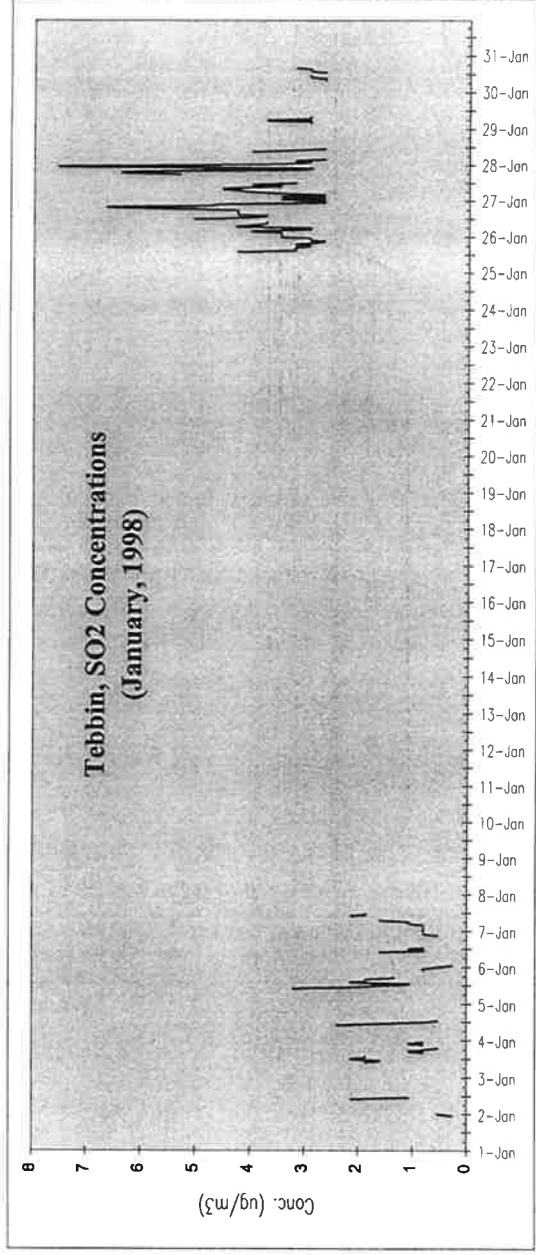 Tebbin, SO2 Concentrations
(January, 1998)
Conc. (ug/m3)
8
7
6
5
4
3
2
1
0
1-Jan
2-Jan
3-Jan
4-Jan
5-Jan
6-Jan
7-Jan
8-Jan
9-Jan
10-Jan
11-Jan
12-Jan
13-Jan
14-Jan
15-Jan
16-Jan
17-Jan
18-Jan
19-Jan
20-Jan
21-Jan
22-Jan
23-Jan
24-Jan
25-Jan
26-Jan
27-Jan
28-Jan
29-Jan
30-Jan
31-Jan